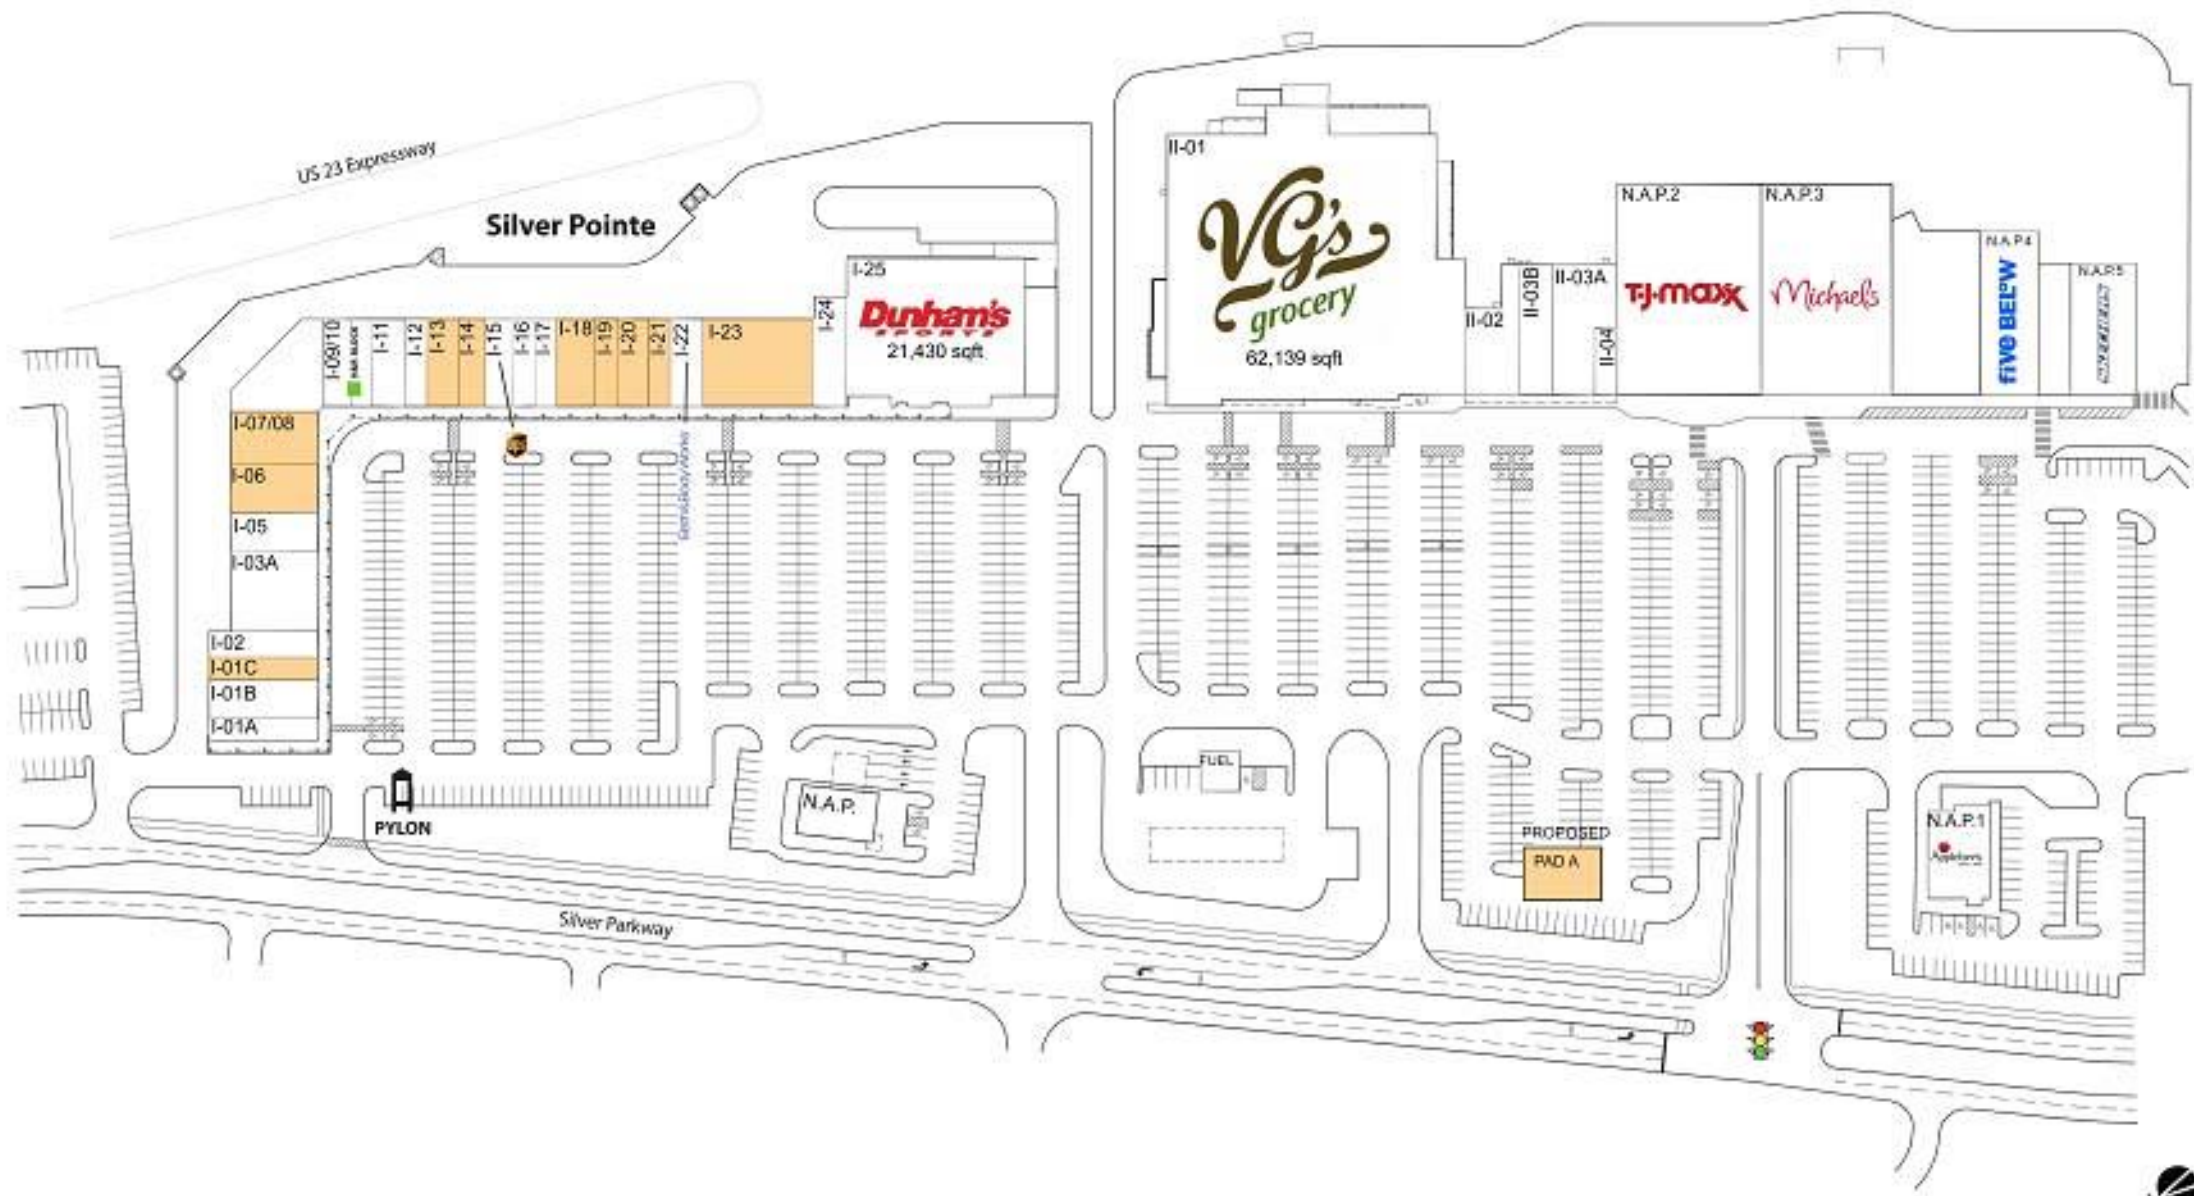 US 23 Expressway
Silver Pointe
I-09/10
H&R BLOCK
I-11
I-12
I-13
I-14
I-15
I-16
I-17
I-18
I-19
I-20
I-21
I-22
I-23
I-24
I-25
Dunham's
SPORTS
21,430 sqft
II-01
VG's
grocery
62,139 sqft
II-02
II-03B
II-03A
II-04
N.A.P.2
T·J·maxx
N.A.P.3
Michaels
N.A.P.4
five BELOW
N.A.P.5
I-07/08
I-06
I-05
I-03A
I-02
I-01C
I-01B
I-01A
PYLON
N.A.P.
FUEL
PROPOSED
PAD A
N.A.P.1
Applebee's
Silver Parkway